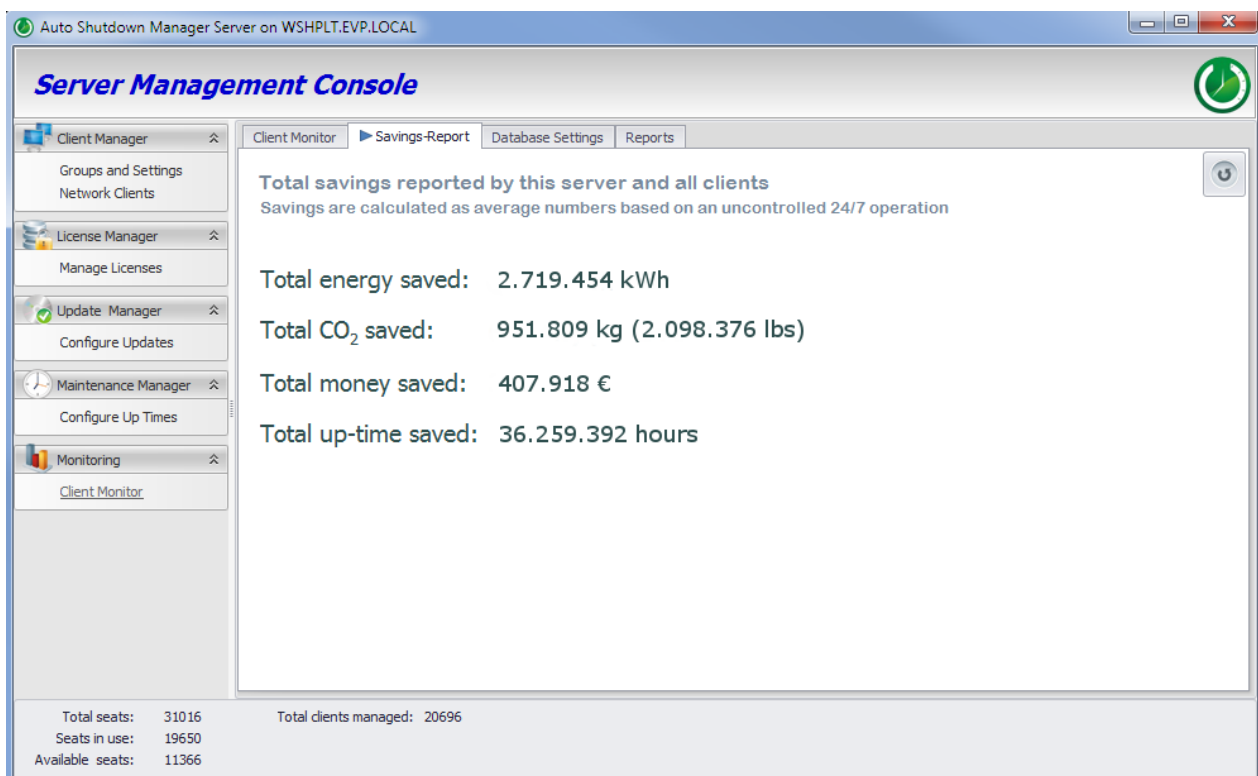 Auto Shutdown Manager Server on WSHPLT.EVP.LOCAL
Server Management Console
Client Manager
Groups and Settings
Network Clients
License Manager
Manage Licenses
Update Manager
Configure Updates
Maintenance Manager
Configure Up Times
Monitoring
Client Monitor
Client Monitor Savings-Report Database Settings Reports
Total savings reported by this server and all clients
Savings are calculated as average numbers based on an uncontrolled 24/7 operation
Total energy saved: 2.719.454 kWh
Total CO₂ saved: 951.809 kg (2.098.376 lbs)
Total money saved: 407.918 €
Total up-time saved: 36.259.392 hours
Total seats: 31016 Total clients managed: 20696
Seats in use: 19650
Available seats: 11366